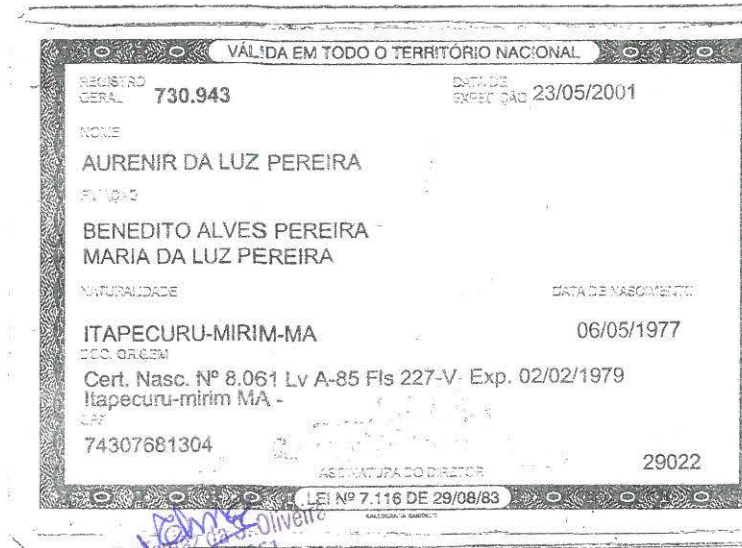 VÁLIDA EM TODO O TERRITÓRIO NACIONAL
REGISTRO GERAL 730.943 DATA DE EXPEDIÇÃO 23/05/2001
NOME
AURENIR DA LUZ PEREIRA
FILIAÇÃO
BENEDITO ALVES PEREIRA
MARIA DA LUZ PEREIRA
NATURALIDADE DATA DE NASCIMENTO
ITAPECURU-MIRIM-MA 06/05/1977
DOC. ORIGEM
Cert. Nasc. Nº 8.061 Lv A-85 Fls 227-V- Exp. 02/02/1979
Itapecuru-mirim MA -
CPF
74307681304
ASSINATURA DO DIRETOR 29022
LEI Nº 7.116 DE 29/08/83
Oliveira